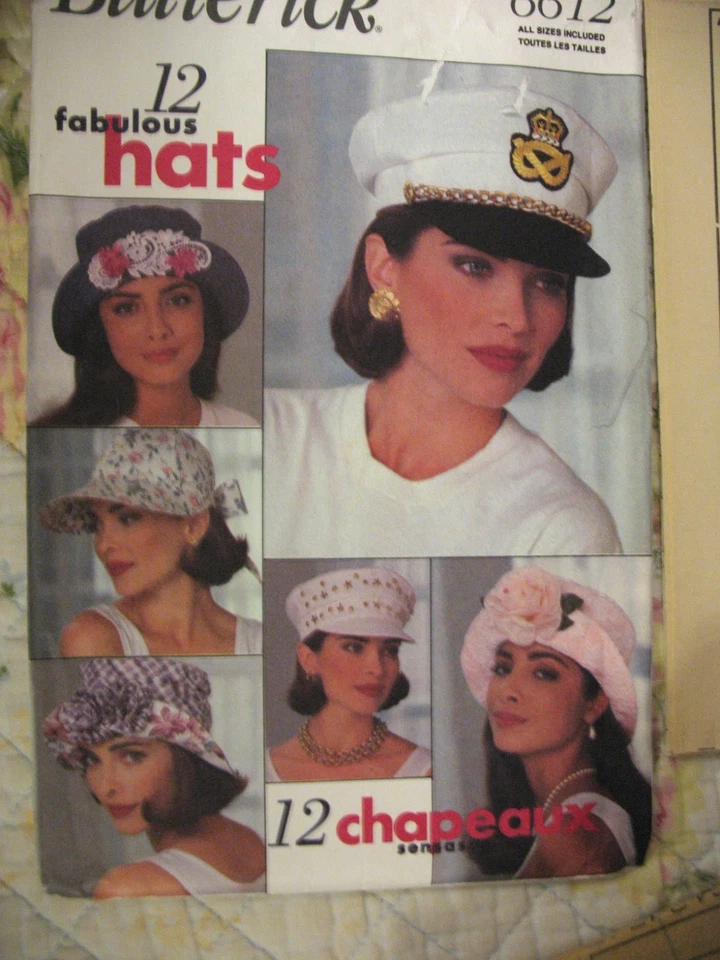 Butterick
6612
ALL SIZES INCLUDED
TOUTES LES TAILLES
12
fabulous
hats
12 chapeaux